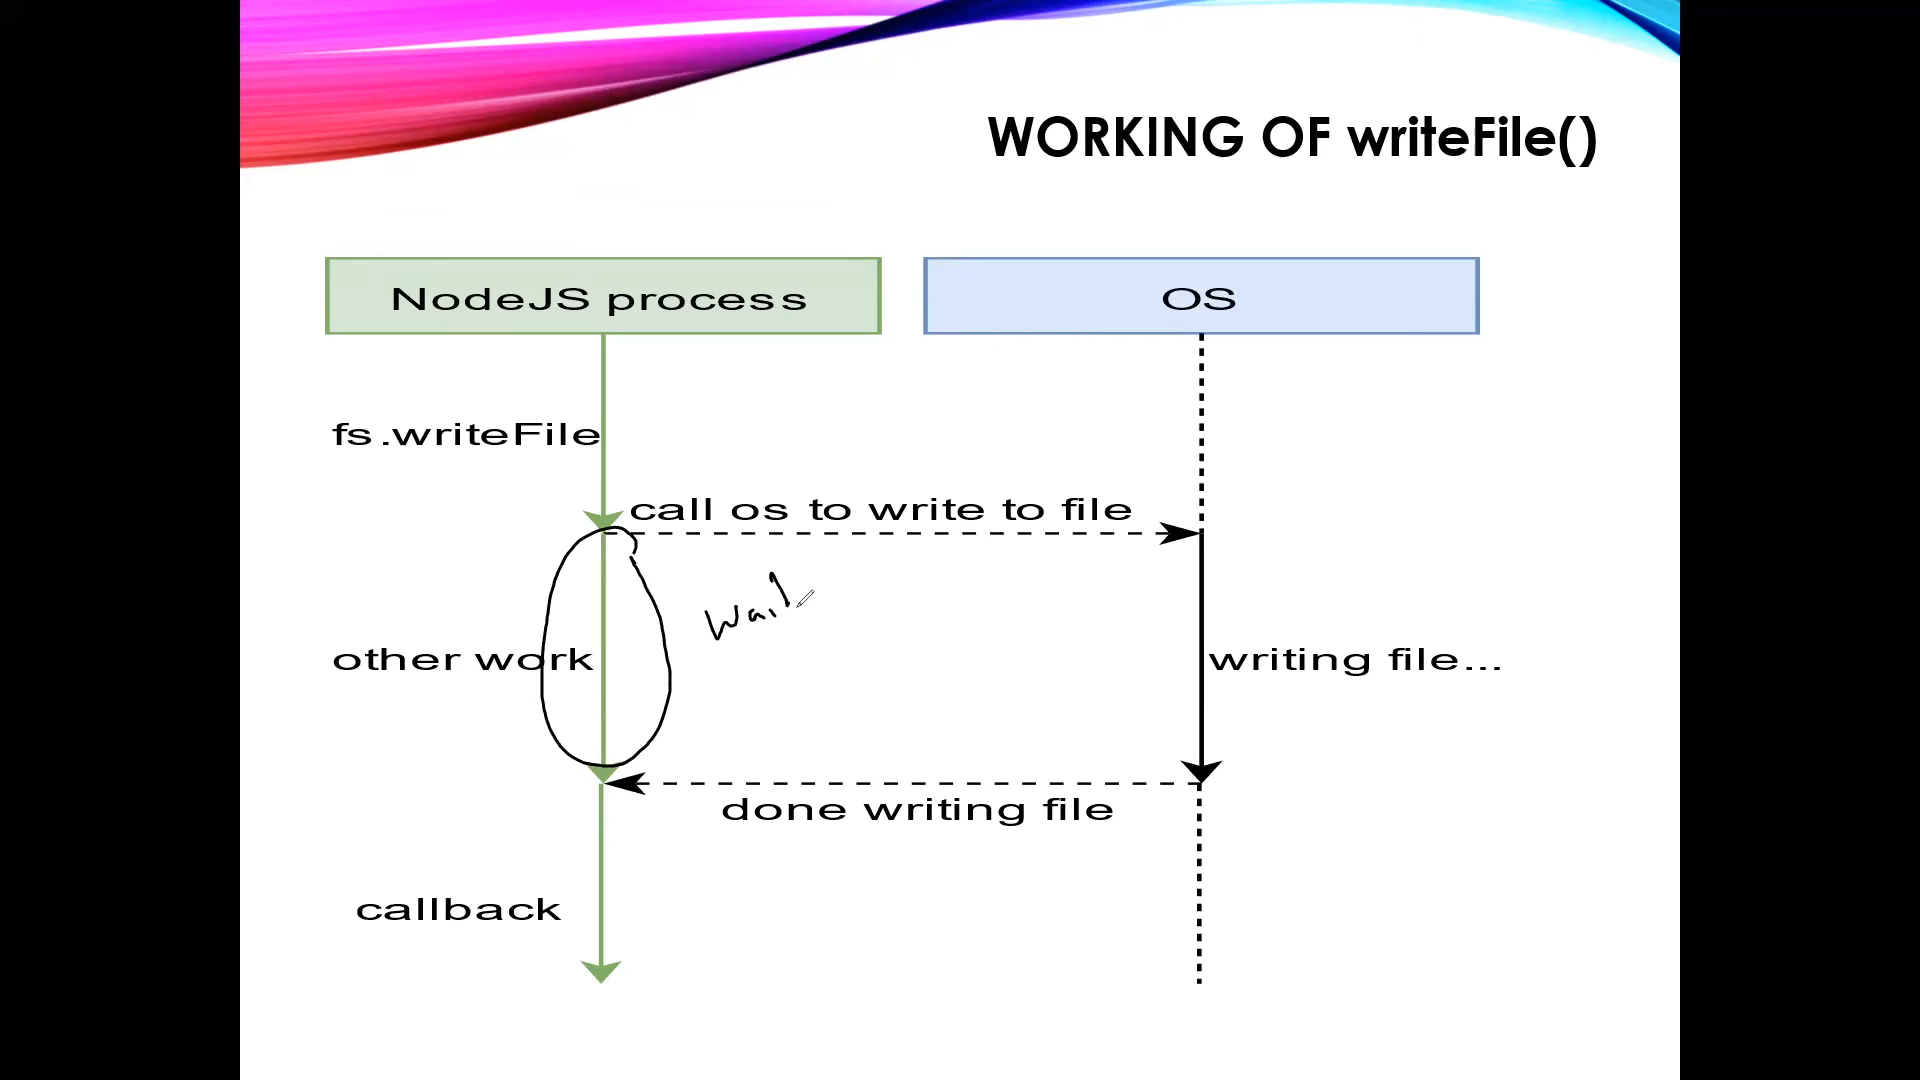 WORKING OF writeFile()
NodeJS process
OS
fs.writeFile
call os to write to file
wait
other work
writing file...
done writing file
callback